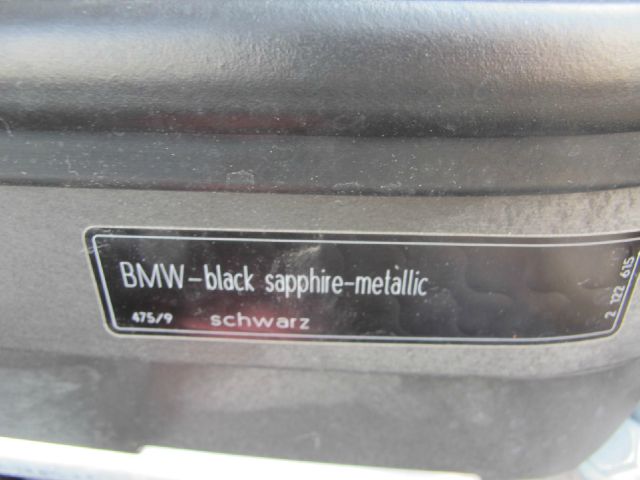 BMW-black sapphire-metallic
475/9 schwarz
2 122 615